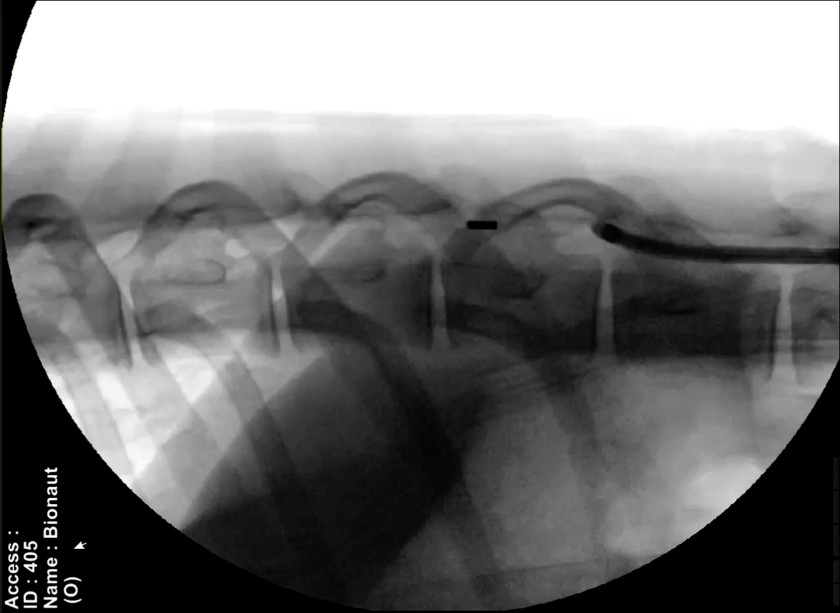 Access :
ID : 405
Name : Bionaut
(O)